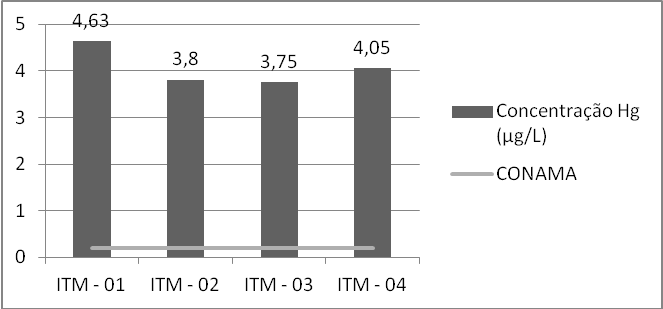 5
4
3
2
1
0
4,63
3,8
3,75
4,05
ITM - 01
ITM - 02
ITM - 03
ITM - 04
Concentração Hg
(µg/L)
CONAMA